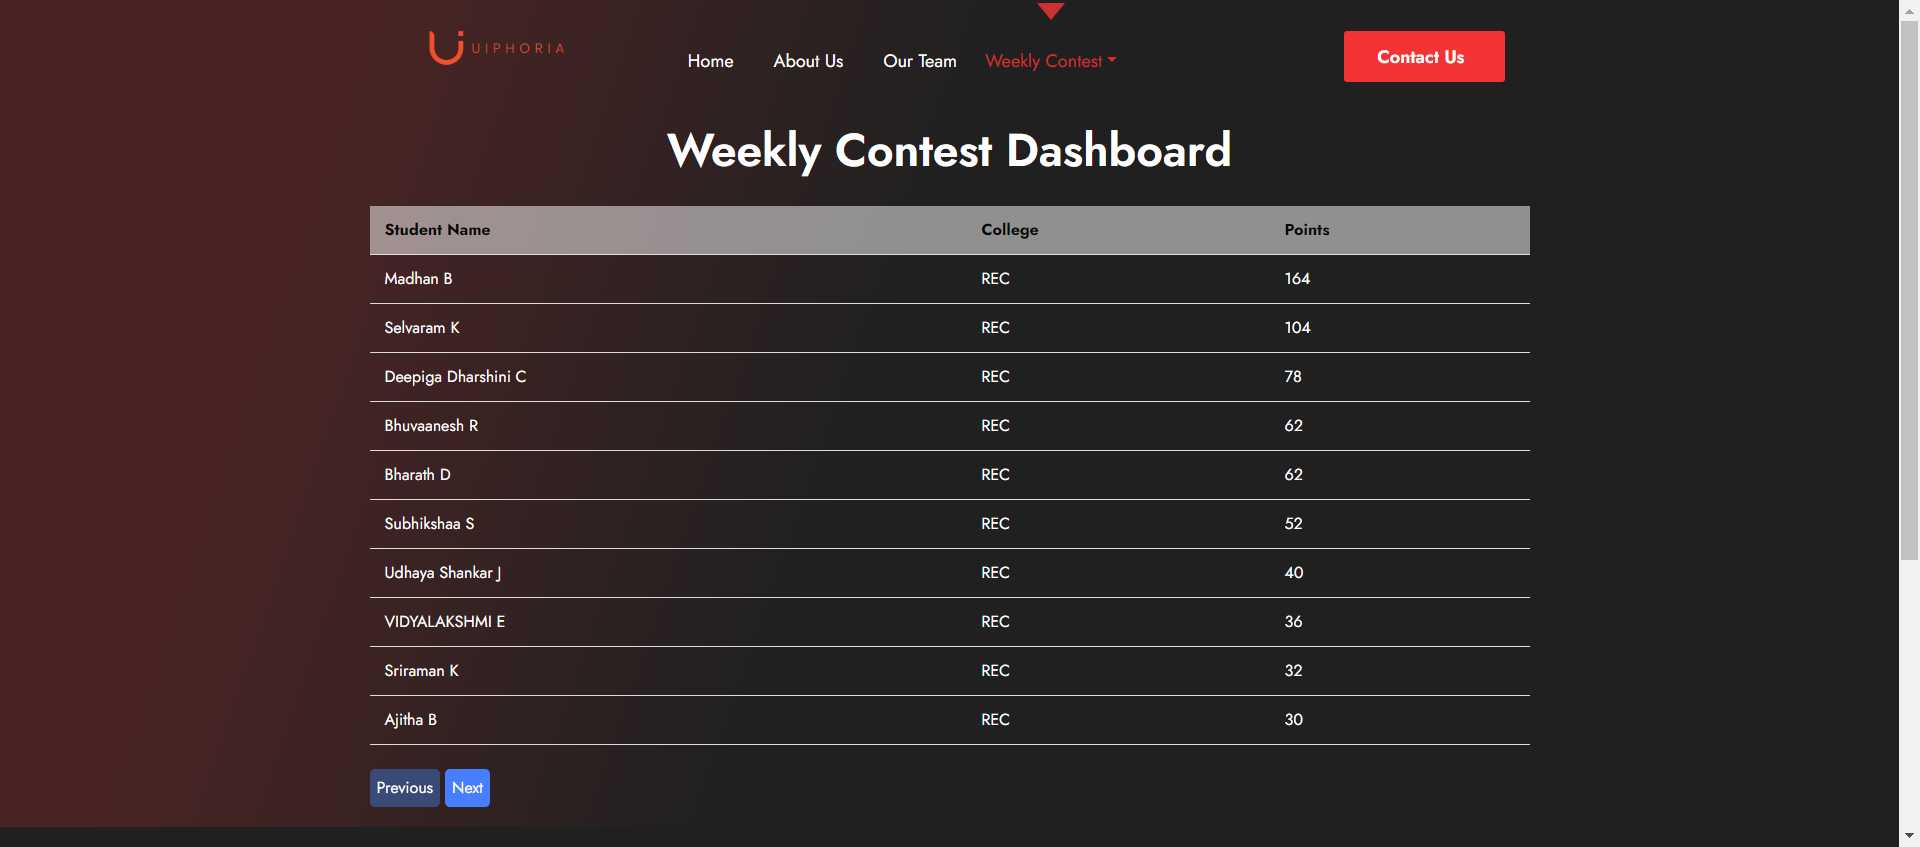 UIPHORIA
Home About Us Our Team Weekly Contest
Contact Us
Weekly Contest Dashboard
Student Name College Points
Madhan B REC 164
Selvaram K REC 104
Deepiga Dharshini C REC 78
Bhuvaanesh R REC 62
Bharath D REC 62
Subhikshaa S REC 52
Udhaya Shankar J REC 40
VIDYALAKSHMI E REC 36
Sriraman K REC 32
Ajitha B REC 30
Previous Next